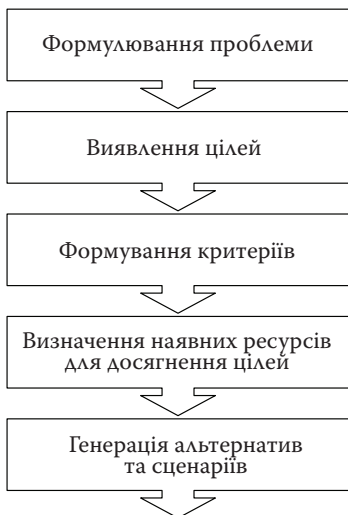 Формулювання проблеми
Виявлення цілей
Формування критеріїв
Визначення наявних ресурсів
для досягнення цілей
Генерація альтернатив
та сценаріїв